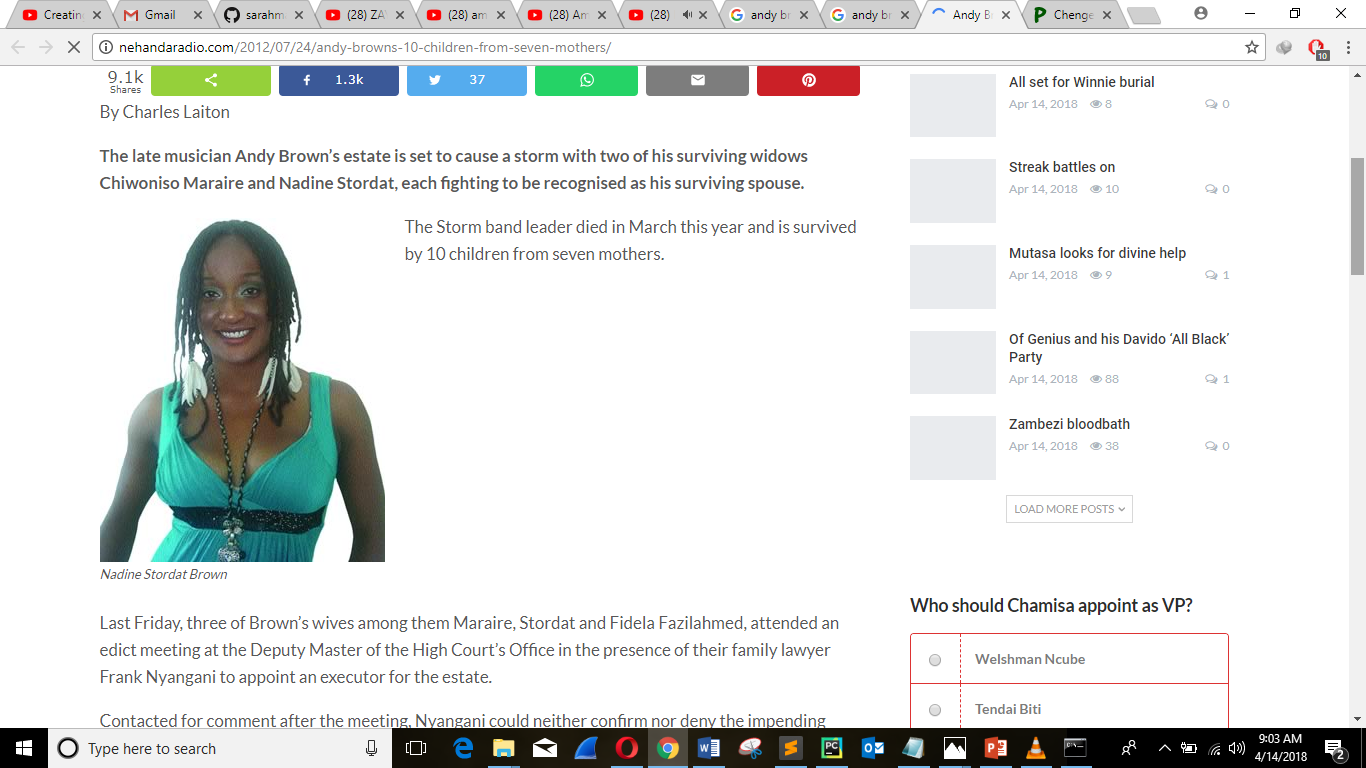 Creatin
Gmail
sarahm
(28) ZA
(28) am
(28) Am
(28)
andy br
andy br
Andy B
Chenge
nehandaradio.com/2012/07/24/andy-browns-10-children-from-seven-mothers/
10
9.1k
Shares
1.3k
37
By Charles Laiton
The late musician Andy Brown’s estate is set to cause a storm with two of his surviving widows
Chiwoniso Maraire and Nadine Stordat, each fighting to be recognised as his surviving spouse.
The Storm band leader died in March this year and is survived
by 10 children from seven mothers.
Nadine Stordat Brown
Last Friday, three of Brown’s wives among them Maraire, Stordat and Fidela Fazilahmed, attended an
edict meeting at the Deputy Master of the High Court’s Office in the presence of their family lawyer
Frank Nyangani to appoint an executor for the estate.
Contacted for comment after the meeting, Nyangani could neither confirm nor deny the impending
All set for Winnie burial
Apr 14, 2018 8 0
Streak battles on
Apr 14, 2018 10 0
Mutasa looks for divine help
Apr 14, 2018 9 1
Of Genius and his Davido ‘All Black’
Party
Apr 14, 2018 88 1
Zambezi bloodbath
Apr 14, 2018 38 0
LOAD MORE POSTS
Who should Chamisa appoint as VP?
Welshman Ncube
Tendai Biti
Type here to search
9:03 AM
4/14/2018
2